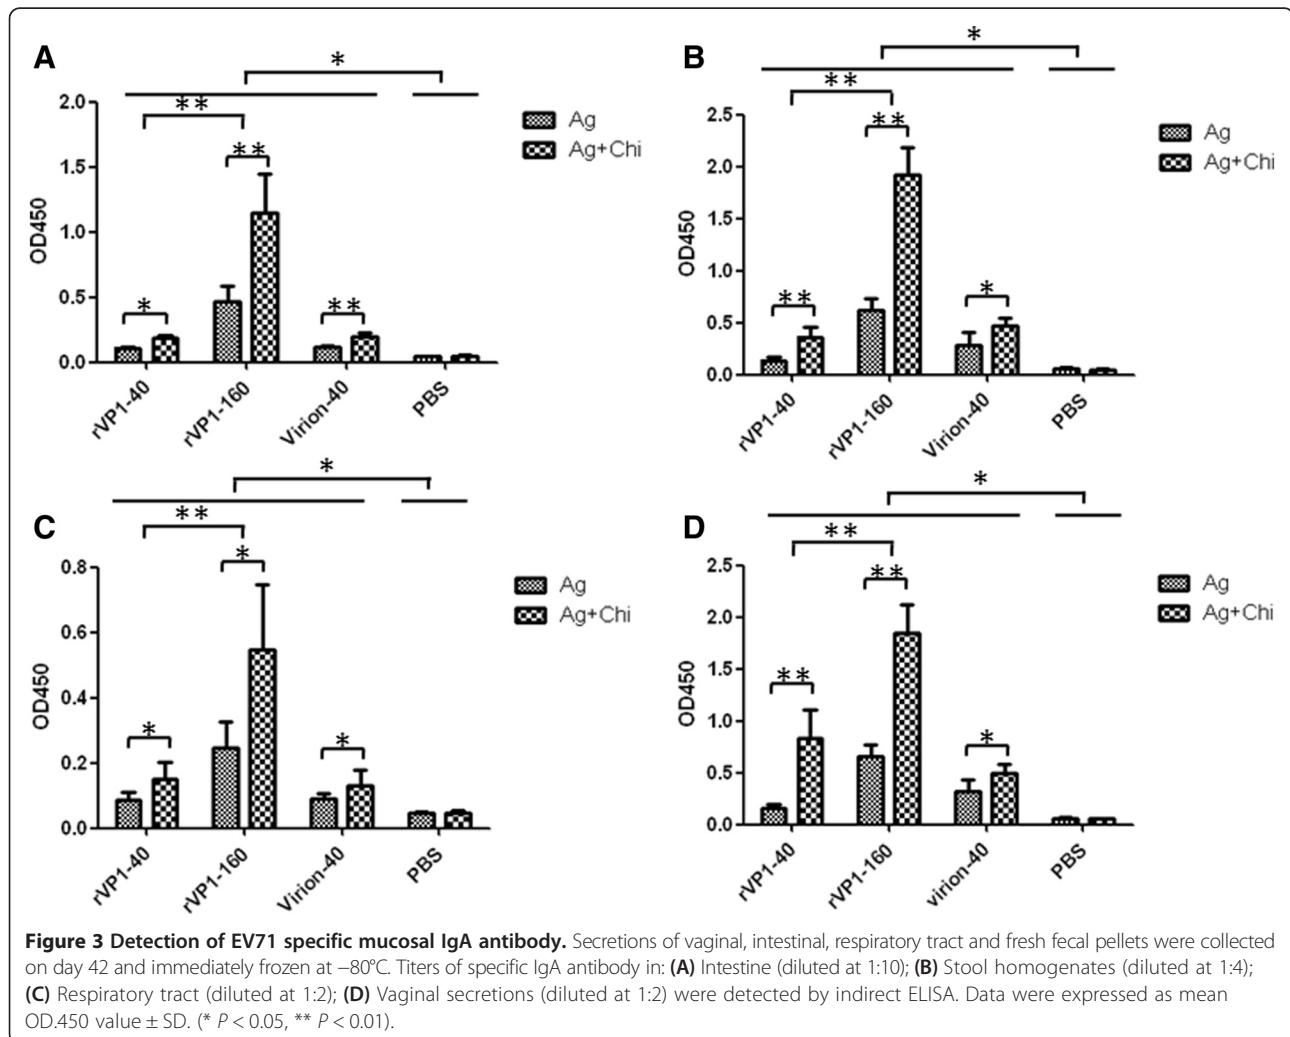 A
*
**
2.0
1.5
1.0
0.5
0.0
OD450
*
**
**
rVP1-40
rVP1-160
Virion-40
PBS
Ag
Ag+Chi
B
*
**
2.5
2.0
1.5
1.0
0.5
0.0
OD450
**
**
*
rVP1-40
rVP1-160
Virion-40
PBS
Ag
Ag+Chi
C
*
**
0.8
0.6
0.4
0.2
0.0
OD450
*
*
*
rVP1-40
rVP1-160
Virion-40
PBS
Ag
Ag+Chi
D
*
**
2.5
2.0
1.5
1.0
0.5
0.0
OD450
**
**
*
rVP1-40
rVP1-160
virion-40
PBS
Ag
Ag+Chi
Figure 3 Detection of EV71 specific mucosal IgA antibody. Secretions of vaginal, intestinal, respiratory tract and fresh fecal pellets were collected
on day 42 and immediately frozen at −80°C. Titers of specific IgA antibody in: (A) Intestine (diluted at 1:10); (B) Stool homogenates (diluted at 1:4);
(C) Respiratory tract (diluted at 1:2); (D) Vaginal secretions (diluted at 1:2) were detected by indirect ELISA. Data were expressed as mean
OD.450 value ± SD. (* P < 0.05, ** P < 0.01).